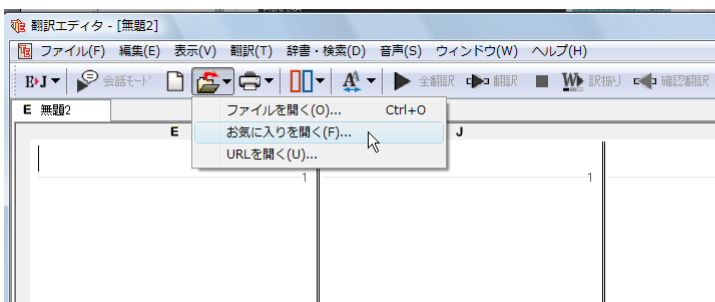 翻訳エディタ - [無題2]
ファイル(F) 編集(E) 表示(V) 翻訳(T) 辞書・検索(D) 音声(S) ウィンドウ(W) ヘルプ(H)
E▸J 会話モード 全翻訳 翻訳 W 訳振り 確認翻訳
E 無題2
ファイルを開く(O)... Ctrl+O
お気に入りを開く(F)...
URLを開く(U)...
E J
1 1